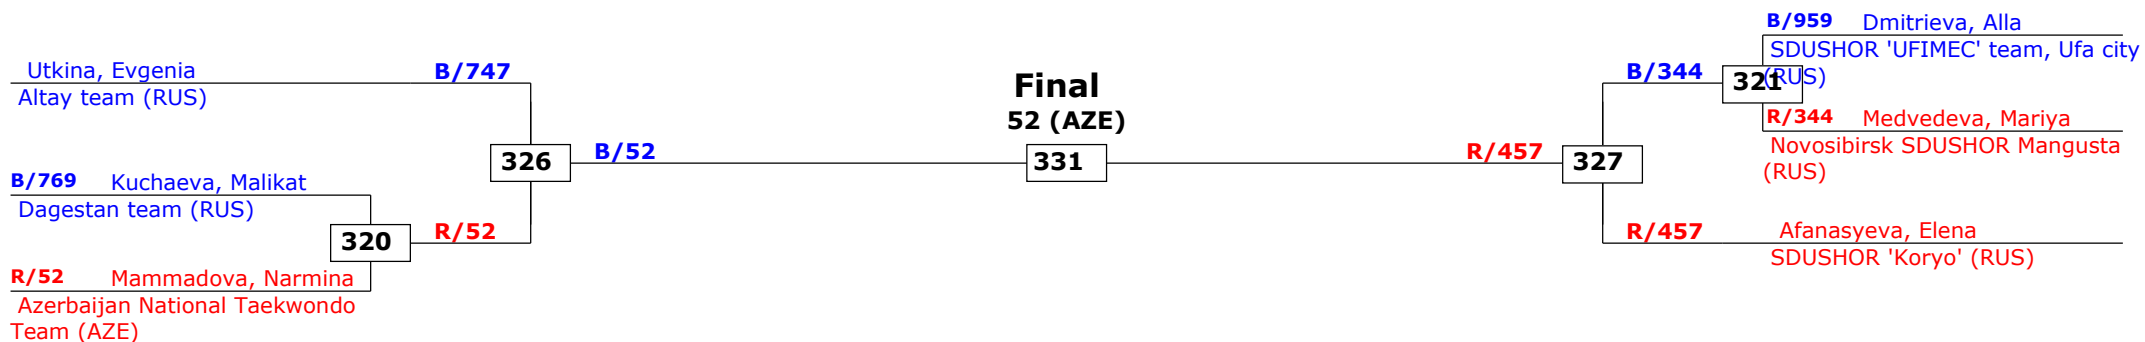 Utkina, Evgenia
B/747
Altay team (RUS)
326
B/52
B/769 Kuchaeva, Malikat
Dagestan team (RUS)
320
R/52
R/52 Mammadova, Narmina
Azerbaijan National Taekwondo
Team (AZE)
Final
52 (AZE)
331
B/959 Dmitrieva, Alla
SDUSHOR 'UFIMEC' team, Ufa city
(RUS)
B/344
321
R/344 Medvedeva, Mariya
Novosibirsk SDUSHOR Mangusta
(RUS)
R/457
327
R/457
Afanasyeva, Elena
SDUSHOR 'Koryo' (RUS)